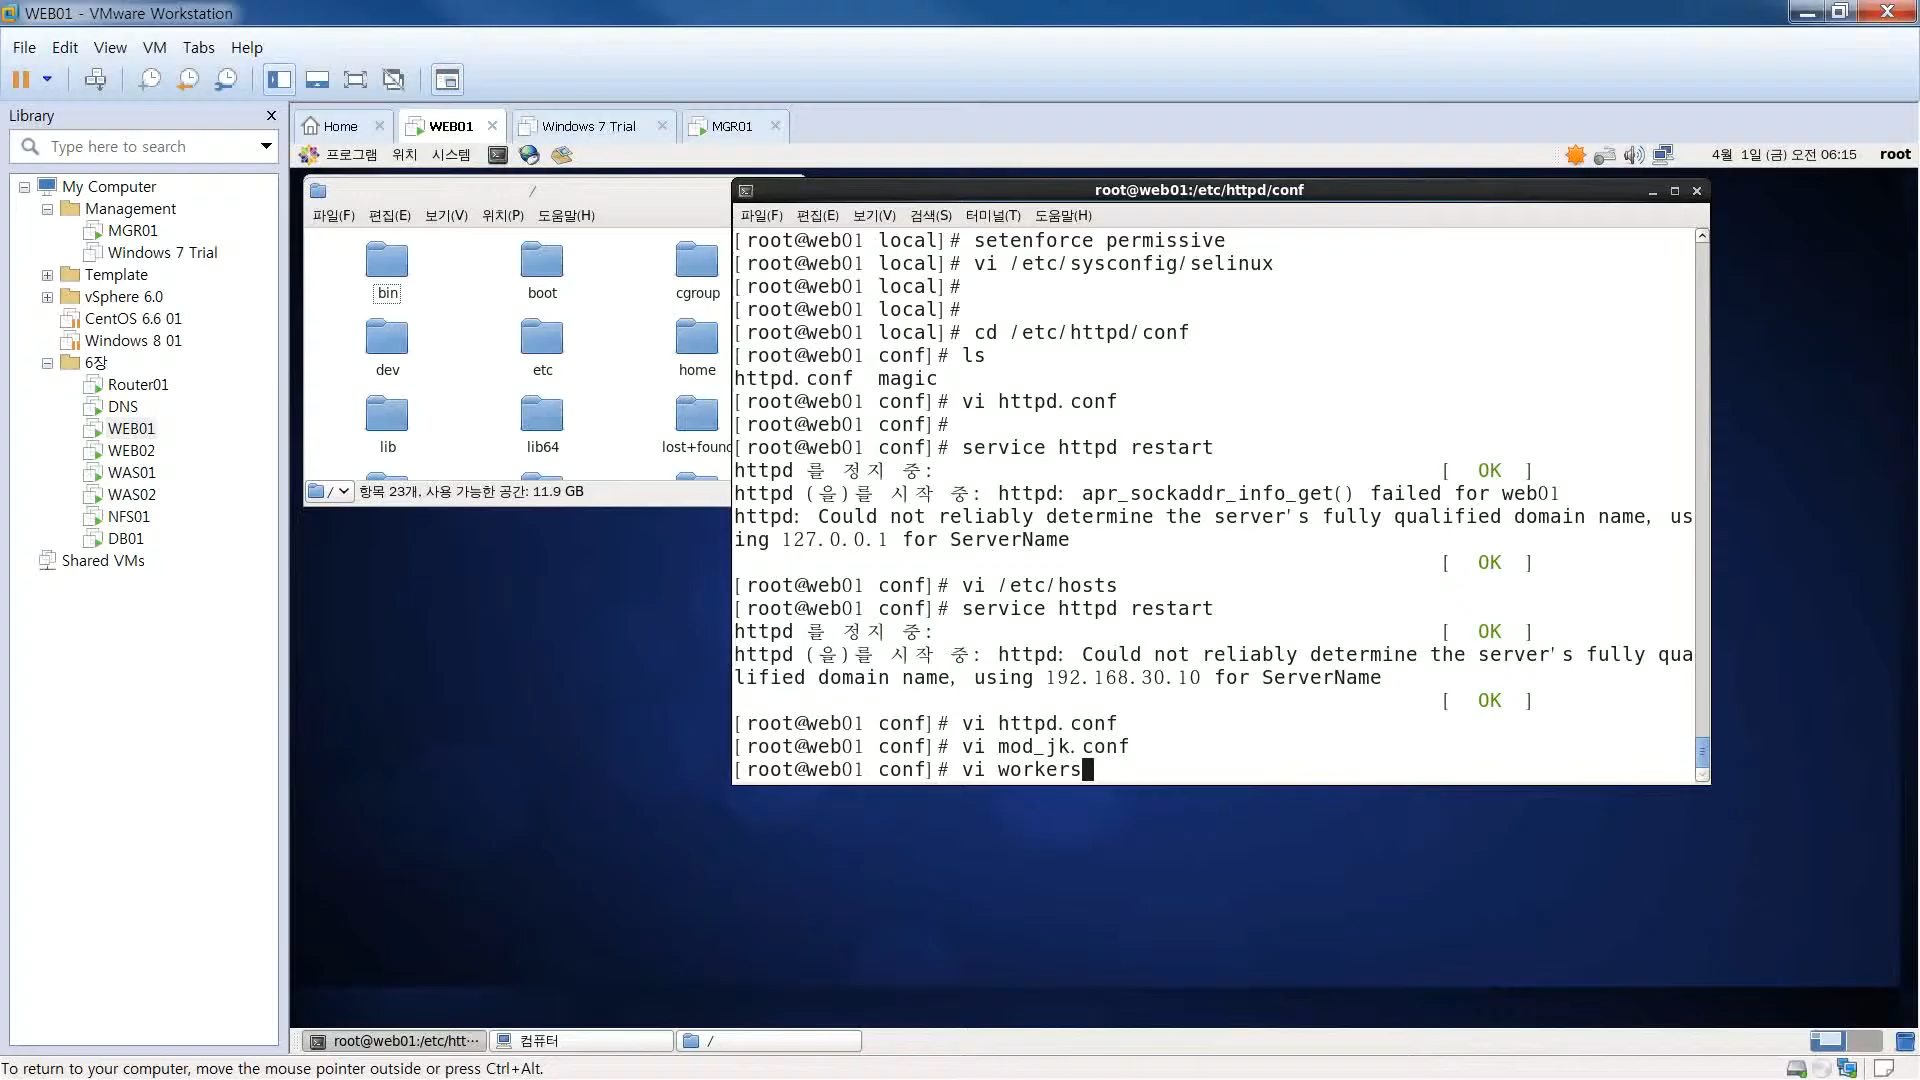 WEB01 - VMware Workstation
File Edit View VM Tabs Help
Library
Type here to search
My Computer
Management
MGR01
Windows 7 Trial
Template
vSphere 6.0
CentOS 6.6 01
Windows 8 01
6장
Router01
DNS
WEB01
WEB02
WAS01
WAS02
NFS01
DB01
Shared VMs
Home WEB01 Windows 7 Trial MGR01
프로그램 위치 시스템 4월 1일 (금) 오전 06:15 root
/
파일(F) 편집(E) 보기(V) 위치(P) 도움말(H)
bin boot cgroup
dev etc home
lib lib64 lost+foun
/ 항목 23개, 사용 가능한 공간: 11.9 GB
root@web01:/etc/httpd/conf
파일(F) 편집(E) 보기(V) 검색(S) 터미널(T) 도움말(H)
[root@web01 local]# setenforce permissive
[root@web01 local]# vi /etc/sysconfig/selinux
[root@web01 local]#
[root@web01 local]#
[root@web01 local]# cd /etc/httpd/conf
[root@web01 conf]# ls
httpd.conf magic
[root@web01 conf]# vi httpd.conf
[root@web01 conf]#
[root@web01 conf]# service httpd restart
httpd 를 정지 중: [ OK ]
httpd (을)를 시작 중: httpd: apr_sockaddr_info_get() failed for web01
httpd: Could not reliably determine the server's fully qualified domain name, us
ing 127.0.0.1 for ServerName
[ OK ]
[root@web01 conf]# vi /etc/hosts
[root@web01 conf]# service httpd restart
httpd 를 정지 중: [ OK ]
httpd (을)를 시작 중: httpd: Could not reliably determine the server's fully qua
lified domain name, using 192.168.30.10 for ServerName
[ OK ]
[root@web01 conf]# vi httpd.conf
[root@web01 conf]# vi mod_jk.conf
[root@web01 conf]# vi workers
root@web01:/etc/htt… 컴퓨터 /
To return to your computer, move the mouse pointer outside or press Ctrl+Alt.